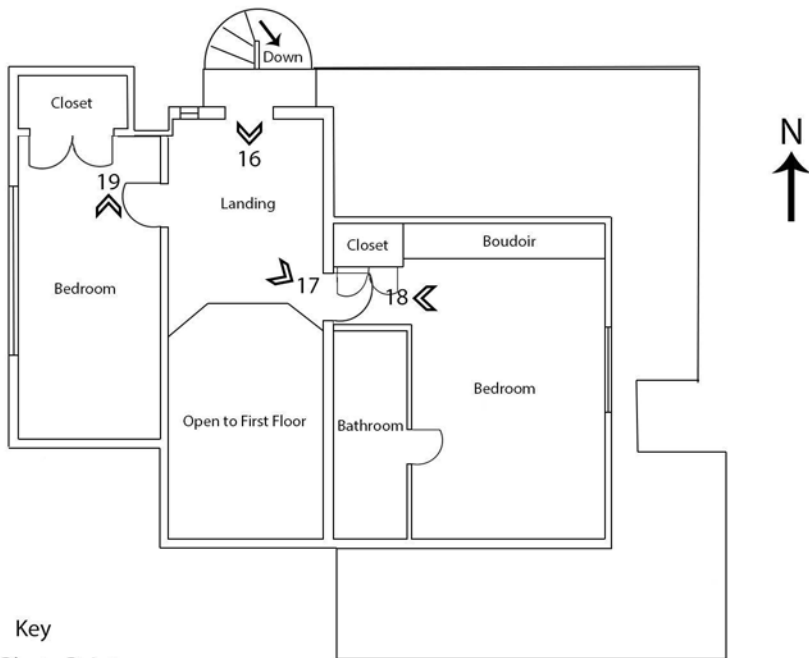 Down
Closet
N
16
19
Landing
Closet
Boudoir
17
18
Bedroom
Bedroom
Open to First Floor
Bathroom
Key